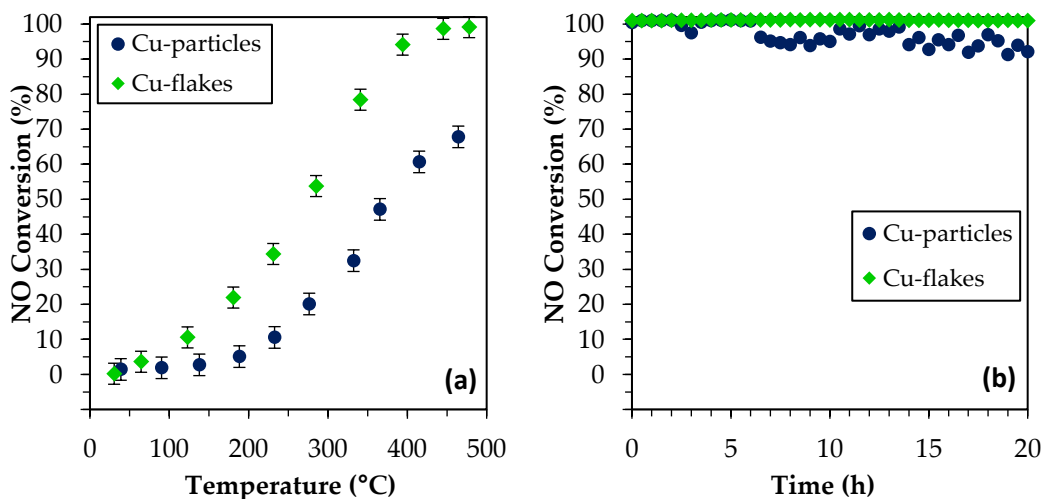 NO Conversion (%)
100
90
80
70
60
50
40
30
20
10
0
Cu-particles
Cu-flakes
(a)
0 100 200 300 400 500
Temperature (°C)
NO Conversion (%)
100
90
80
70
60
50
40
30
20
10
0
Cu-particles
Cu-flakes
(b)
0 5 10 15 20
Time (h)